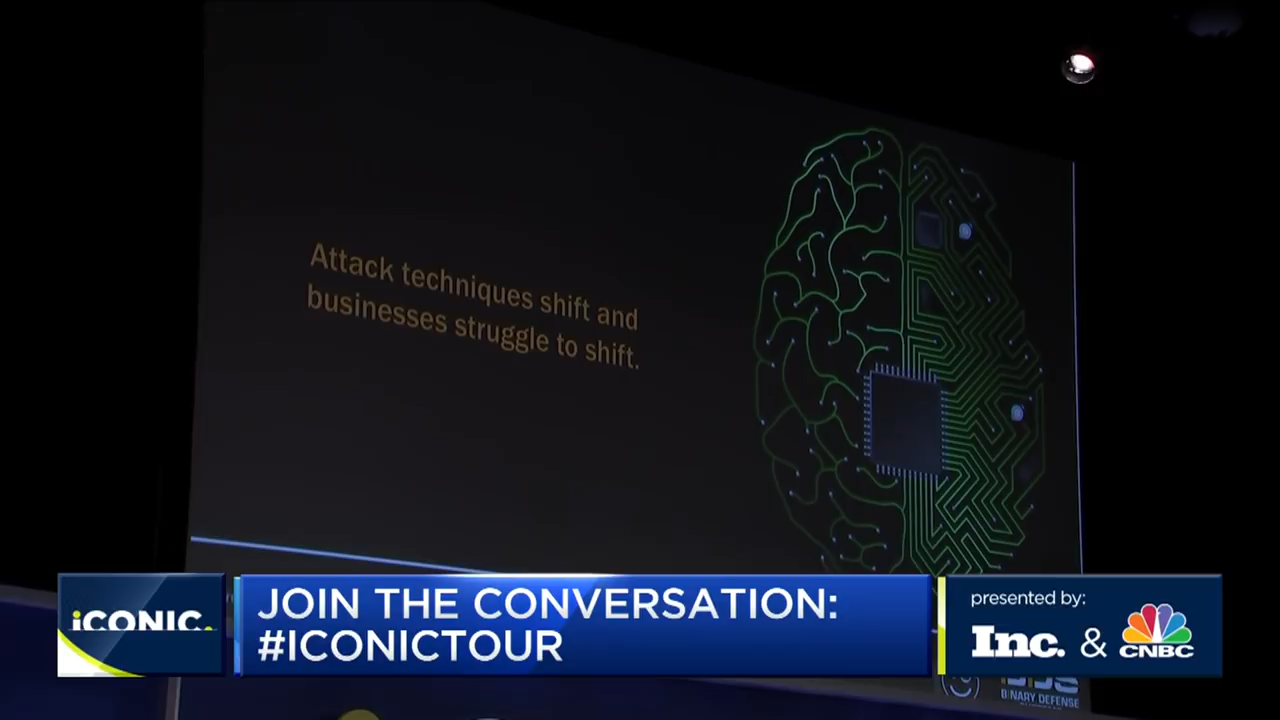 Attack techniques shift and
businesses struggle to shift.
iCONIC.
JOIN THE CONVERSATION:
#ICONICTOUR
presented by:
Inc. & CNBC
BINARY DEFENSE